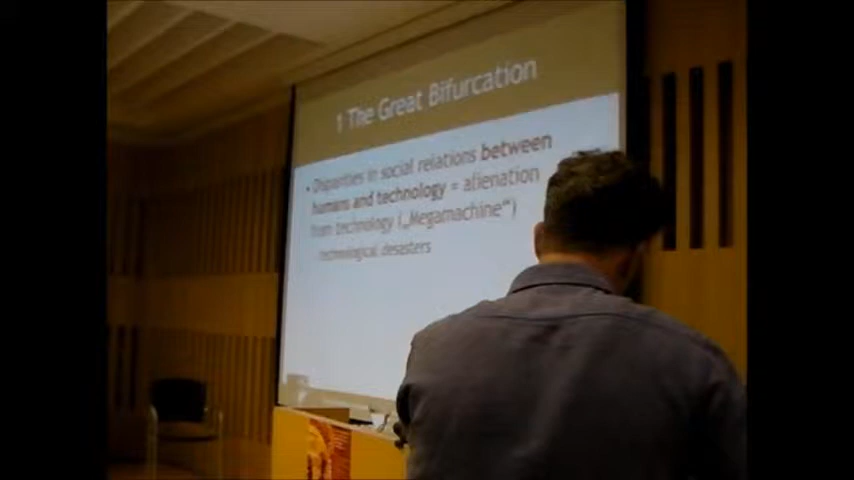 1 The Great Bifurcation
• Disparities in social relations between
humans and technology = alienation
from technology („Megamachine“)
technological desasters